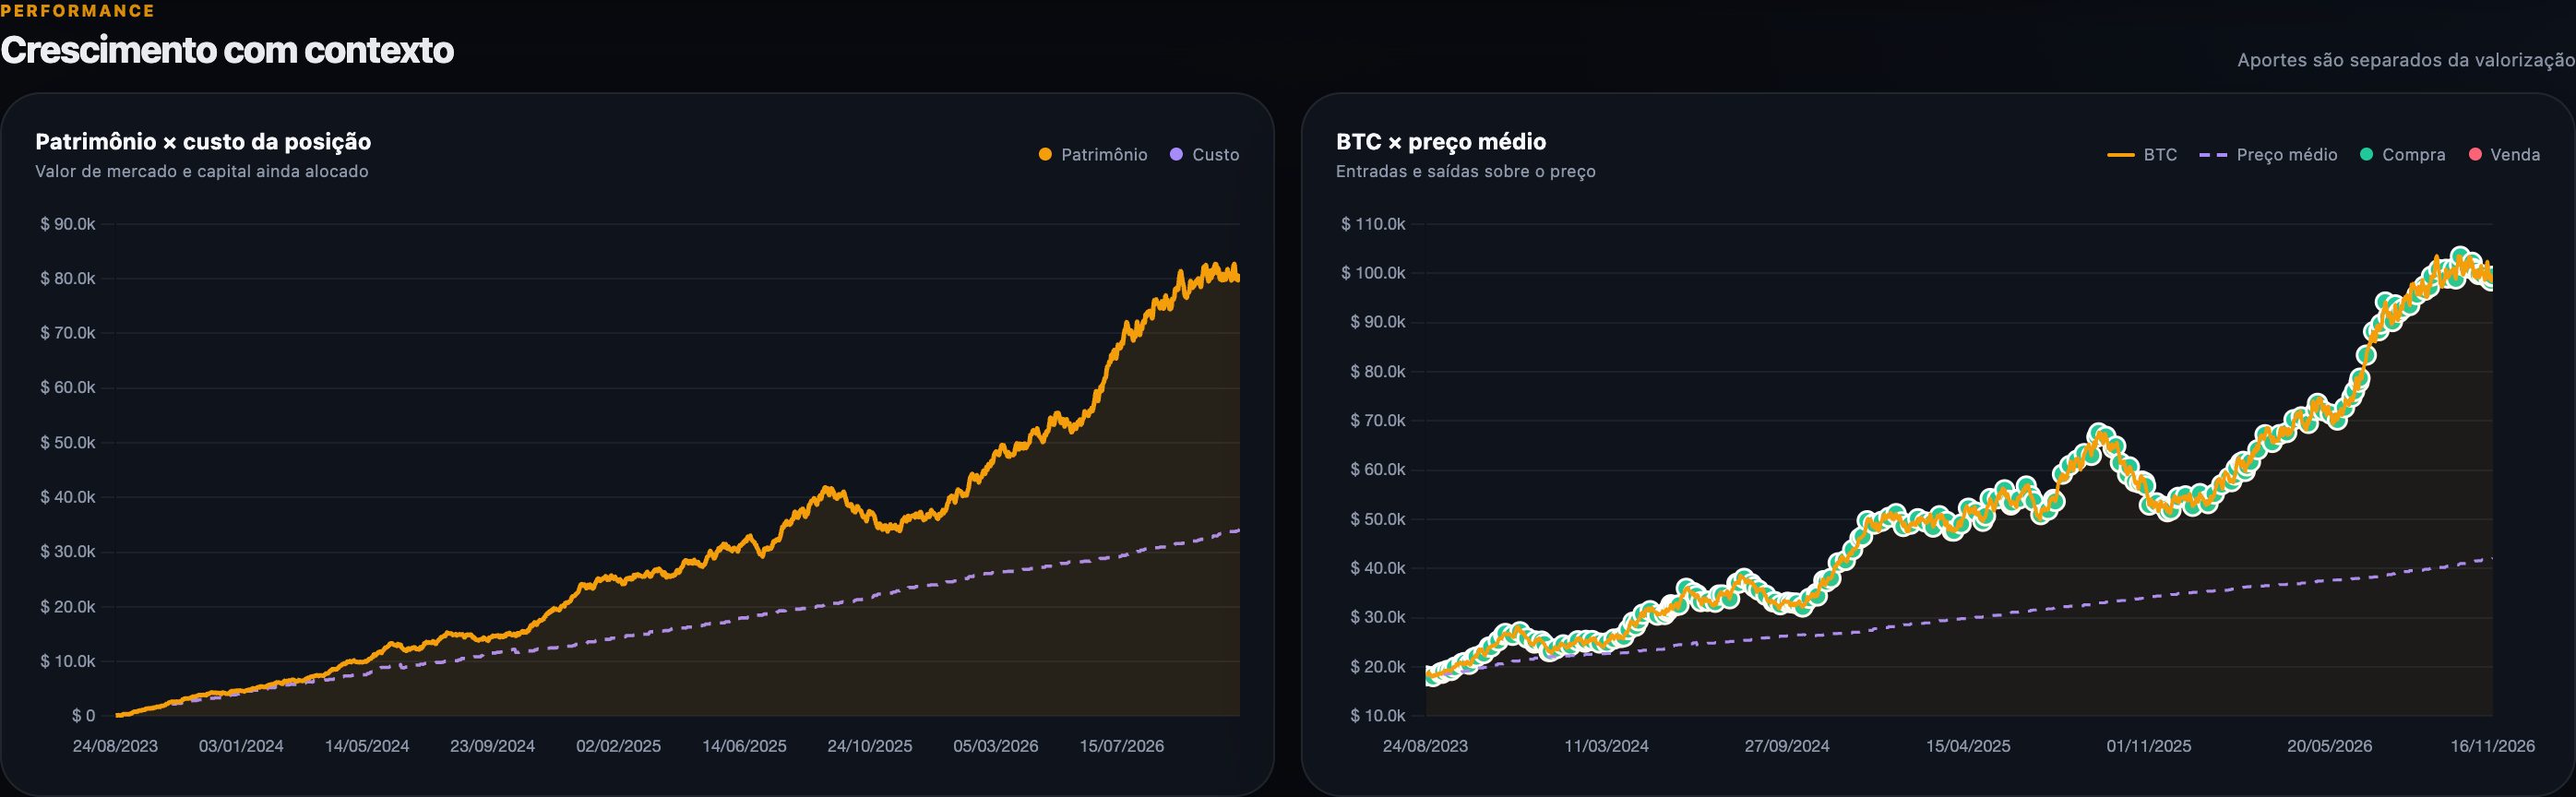 PERFORMANCE
Crescimento com contexto
Aportes são separados da valorização
Patrimônio × custo da posição
Valor de mercado e capital ainda alocado
Patrimônio
Custo
$ 90.0k
$ 80.0k
$ 70.0k
$ 60.0k
$ 50.0k
$ 40.0k
$ 30.0k
$ 20.0k
$ 10.0k
$ 0
24/08/2023 03/01/2024 14/05/2024 23/09/2024 02/02/2025 14/06/2025 24/10/2025 05/03/2026 15/07/2026
BTC × preço médio
Entradas e saídas sobre o preço
BTC
Preço médio
Compra
Venda
$ 110.0k
$ 100.0k
$ 90.0k
$ 80.0k
$ 70.0k
$ 60.0k
$ 50.0k
$ 40.0k
$ 30.0k
$ 20.0k
$ 10.0k
24/08/2023 11/03/2024 27/09/2024 15/04/2025 01/11/2025 20/05/2026 16/11/2026